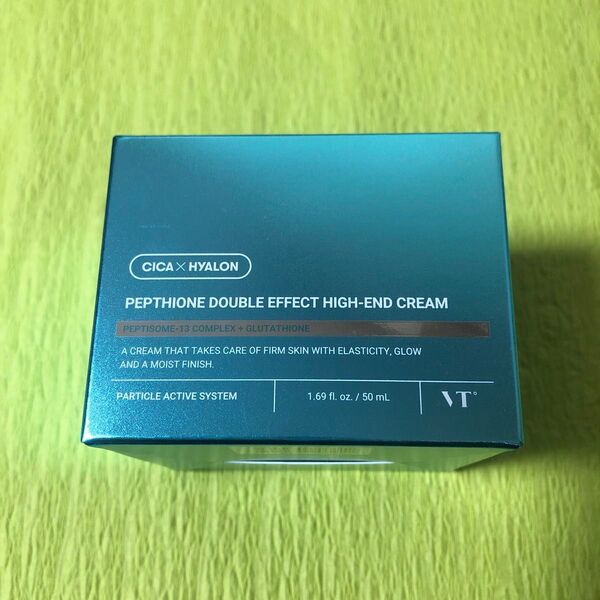 CICA × HYALON
PEPTHIONE DOUBLE EFFECT HIGH-END CREAM
PEPTISOME-13 COMPLEX + GLUTATHIONE
A CREAM THAT TAKES CARE OF FIRM SKIN WITH ELASTICITY, GLOW
AND A MOIST FINISH.
PARTICLE ACTIVE SYSTEM
1.69 fl. oz. / 50 mL
VT°